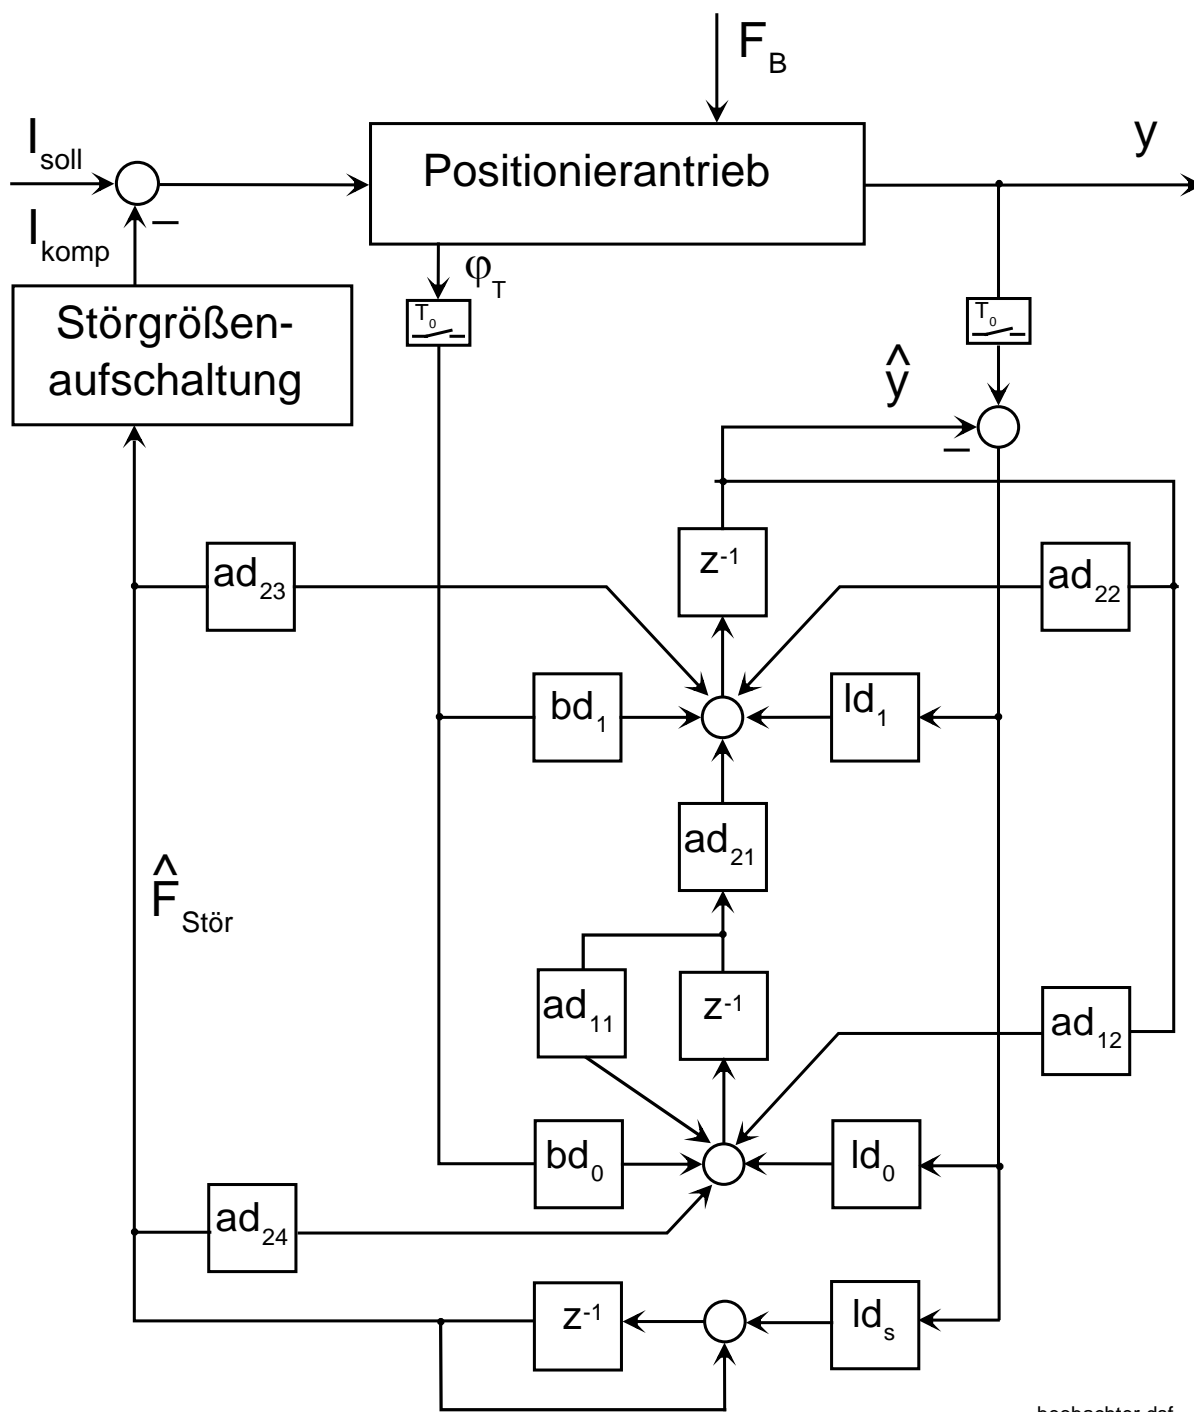 F_B
I_soll
y
Positionierantrieb
I_komp
–
φ_T
T_0
T_0
Störgrößen-
aufschaltung
ŷ
–
z⁻¹
ad_23
ad_22
bd_1
ld_1
ad_21
F̂_Stör
ad_11
z⁻¹
ad_12
bd_0
ld_0
ad_24
z⁻¹
ld_s